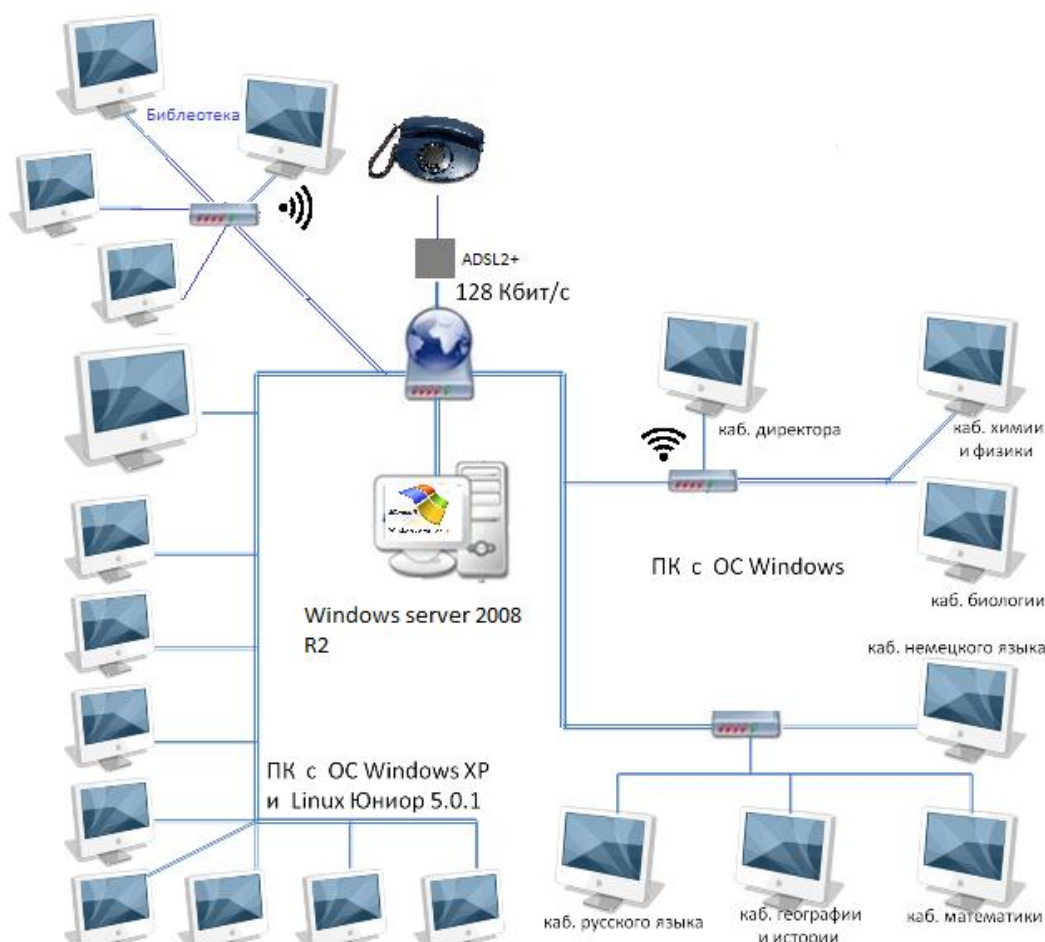 Библеотека
ADSL2+
128 Кбит/с
каб. директора
каб. химии
и физики
ПК с ОС Windows
каб. биологии
Windows server 2008
R2
каб. немецкого языка
ПК с ОС Windows XP
и Linux Юниор 5.0.1
каб. русского языка
каб. географии
и истории
каб. математики